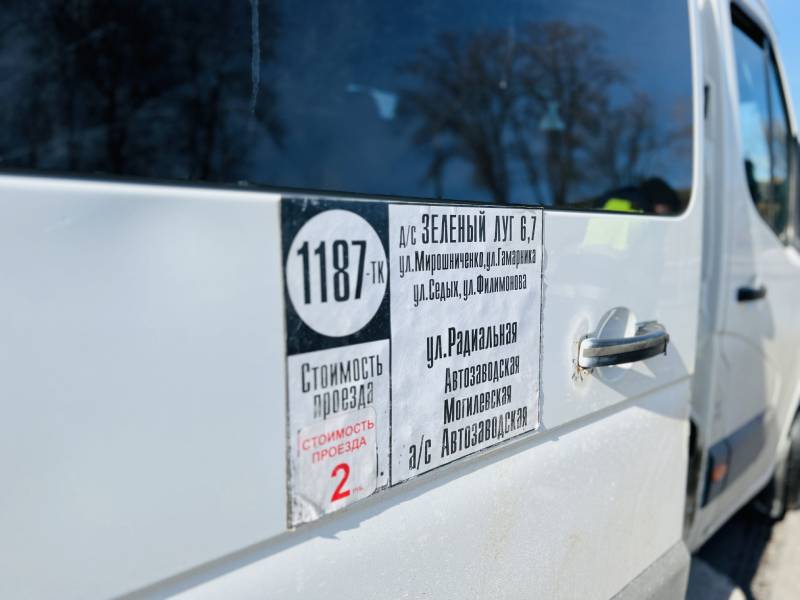 1187-ТК
Стоимость
проезда
СТОИМОСТЬ
ПРОЕЗДА
2 РУБ.
Д/С ЗЕЛЕНЫЙ ЛУГ 6,7
ул.Мирошниченко,ул.Гамарника
ул.Седых, ул.Филимонова
ул.Радиальная
Автозаводская
Могилевская
а/с Автозаводская